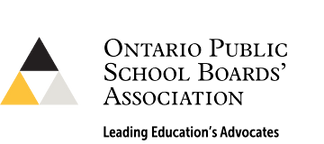 Ontario Public
School Boards’
Association
Leading Education’s Advocates